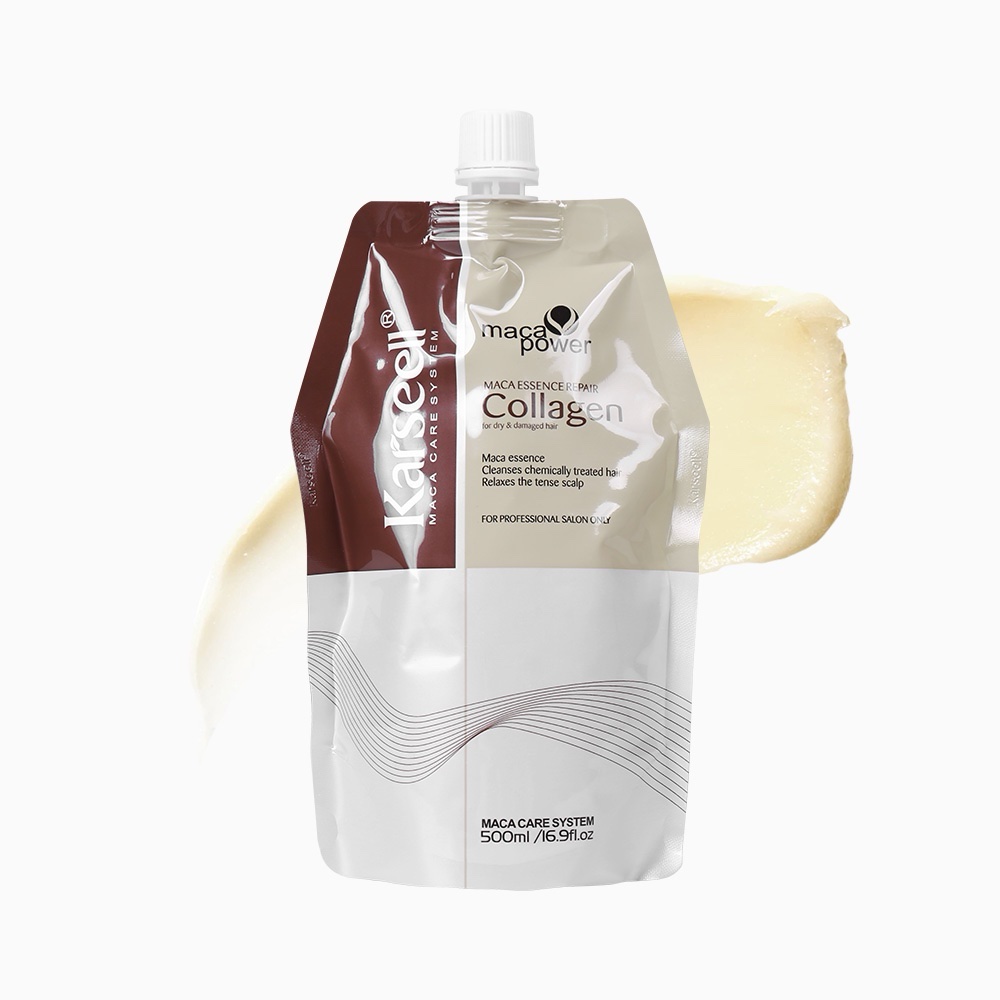 Karseell®
MACA CARE SYSTEM
maca
power
MACA ESSENCE REPAIR
Collagen
for dry & damaged hair
Maca essence
Cleanses chemically treated hair
Relaxes the tense scalp
FOR PROFESSIONAL SALON ONLY
MACA CARE SYSTEM
500ml /16.9fl.oz